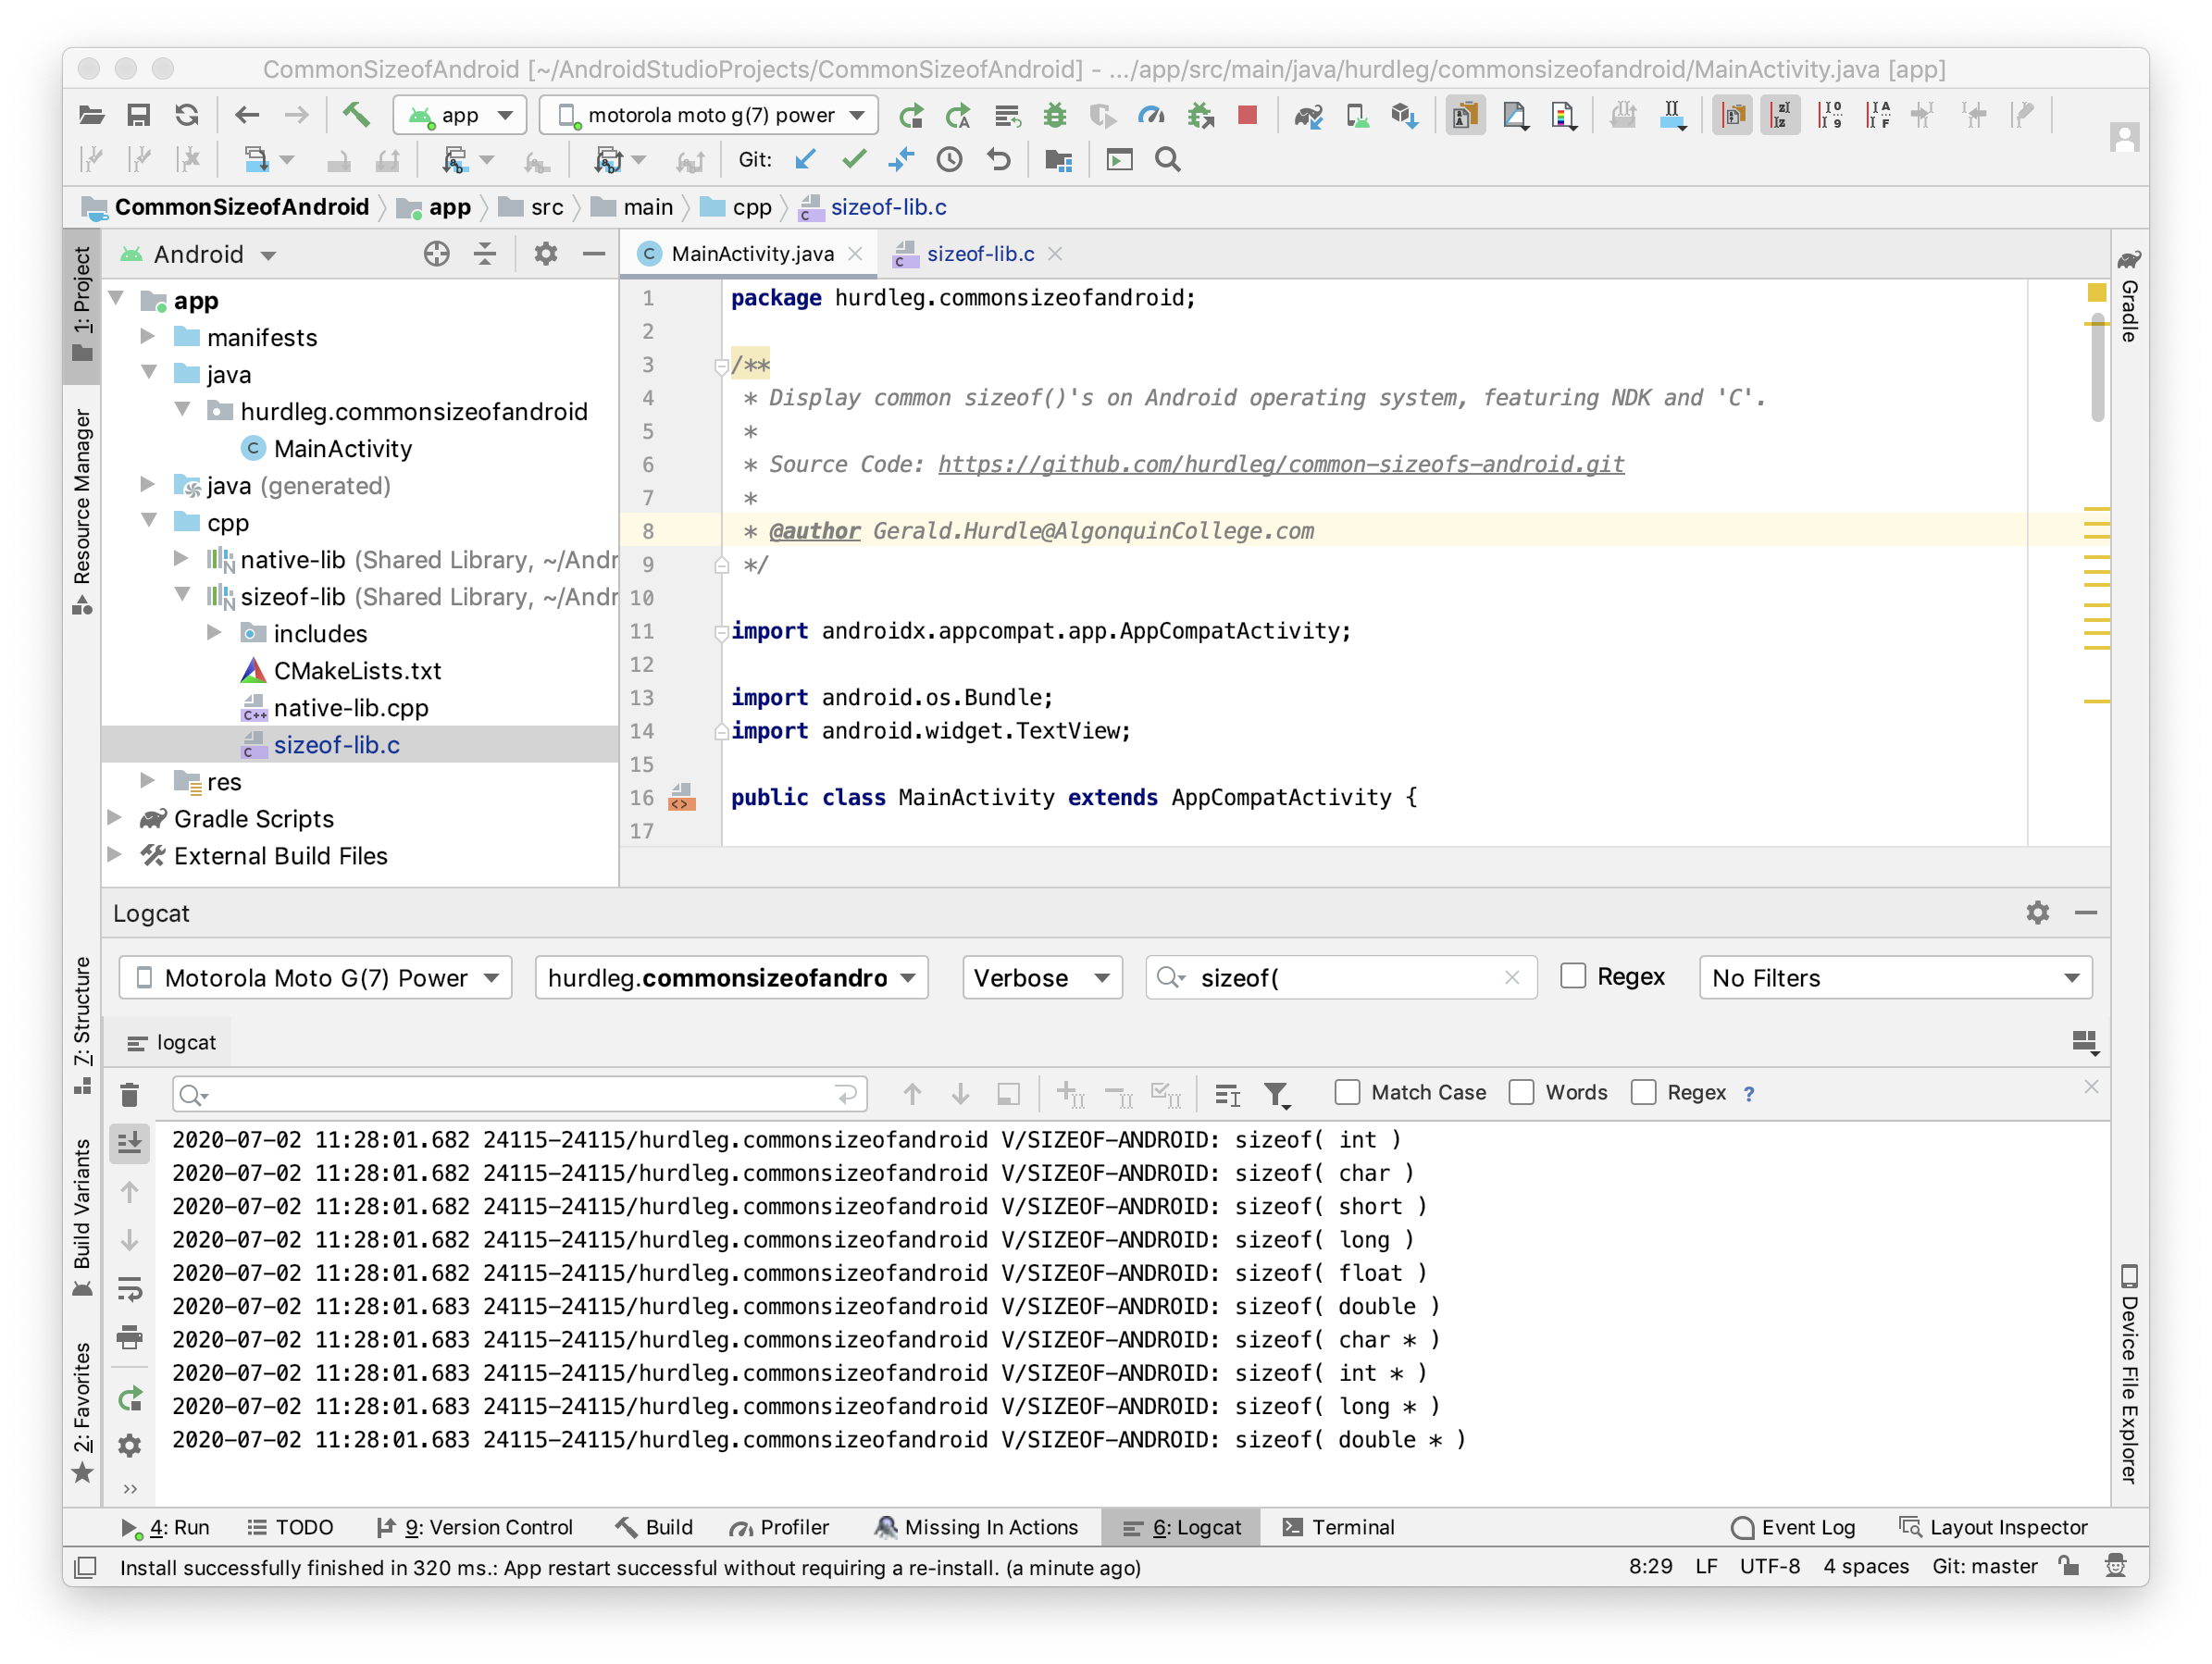 CommonSizeofAndroid [~/AndroidStudioProjects/CommonSizeofAndroid] - .../app/src/main/java/hurdleg/commonsizeofandroid/MainActivity.java [app]
app
motorola moto g(7) power
Git:
CommonSizeofAndroid
app
src
main
cpp
sizeof-lib.c
1: Project
Resource Manager
7: Structure
Build Variants
2: Favorites
Android
app
manifests
java
hurdleg.commonsizeofandroid
MainActivity
java (generated)
cpp
native-lib (Shared Library, ~/Andr
sizeof-lib (Shared Library, ~/Andr
includes
CMakeLists.txt
native-lib.cpp
sizeof-lib.c
res
Gradle Scripts
External Build Files
MainActivity.java
sizeof-lib.c
1 package hurdleg.commonsizeofandroid;
2
3 /**
4 * Display common sizeof()'s on Android operating system, featuring NDK and 'C'.
5 *
6 * Source Code: https://github.com/hurdleg/common-sizeofs-android.git
7 *
8 * @author Gerald.Hurdle@AlgonquinCollege.com
9 */
10
11 import androidx.appcompat.app.AppCompatActivity;
12
13 import android.os.Bundle;
14 import android.widget.TextView;
15
16 public class MainActivity extends AppCompatActivity {
17
Gradle
Device File Explorer
Logcat
Motorola Moto G(7) Power
hurdleg.commonsizeofandro
Verbose
sizeof(
Regex
No Filters
logcat
Match Case
Words
Regex
?
2020-07-02 11:28:01.682 24115-24115/hurdleg.commonsizeofandroid V/SIZEOF-ANDROID: sizeof( int )
2020-07-02 11:28:01.682 24115-24115/hurdleg.commonsizeofandroid V/SIZEOF-ANDROID: sizeof( char )
2020-07-02 11:28:01.682 24115-24115/hurdleg.commonsizeofandroid V/SIZEOF-ANDROID: sizeof( short )
2020-07-02 11:28:01.682 24115-24115/hurdleg.commonsizeofandroid V/SIZEOF-ANDROID: sizeof( long )
2020-07-02 11:28:01.682 24115-24115/hurdleg.commonsizeofandroid V/SIZEOF-ANDROID: sizeof( float )
2020-07-02 11:28:01.683 24115-24115/hurdleg.commonsizeofandroid V/SIZEOF-ANDROID: sizeof( double )
2020-07-02 11:28:01.683 24115-24115/hurdleg.commonsizeofandroid V/SIZEOF-ANDROID: sizeof( char * )
2020-07-02 11:28:01.683 24115-24115/hurdleg.commonsizeofandroid V/SIZEOF-ANDROID: sizeof( int * )
2020-07-02 11:28:01.683 24115-24115/hurdleg.commonsizeofandroid V/SIZEOF-ANDROID: sizeof( long * )
2020-07-02 11:28:01.683 24115-24115/hurdleg.commonsizeofandroid V/SIZEOF-ANDROID: sizeof( double * )
4: Run
TODO
9: Version Control
Build
Profiler
Missing In Actions
6: Logcat
Terminal
Event Log
Layout Inspector
Install successfully finished in 320 ms.: App restart successful without requiring a re-install. (a minute ago)
8:29
LF
UTF-8
4 spaces
Git: master